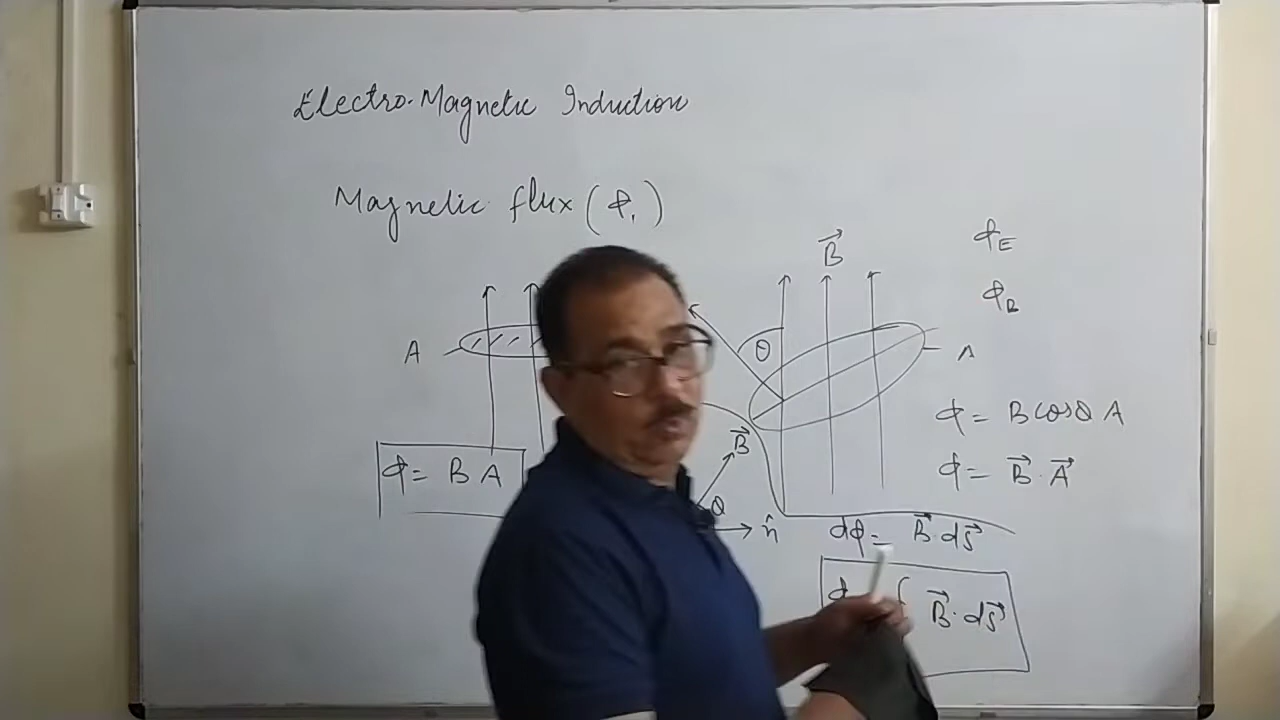 Electro-Magnetic Induction
Magnetic flux (ϕ)
A
ϕ = B A
B⃗
θ
n̂
B⃗
θ
A
ϕE
ϕB
ϕ = B cosθ A
ϕ = B⃗ · A⃗
dϕ = B⃗ · ds⃗
∫ B⃗ · ds⃗